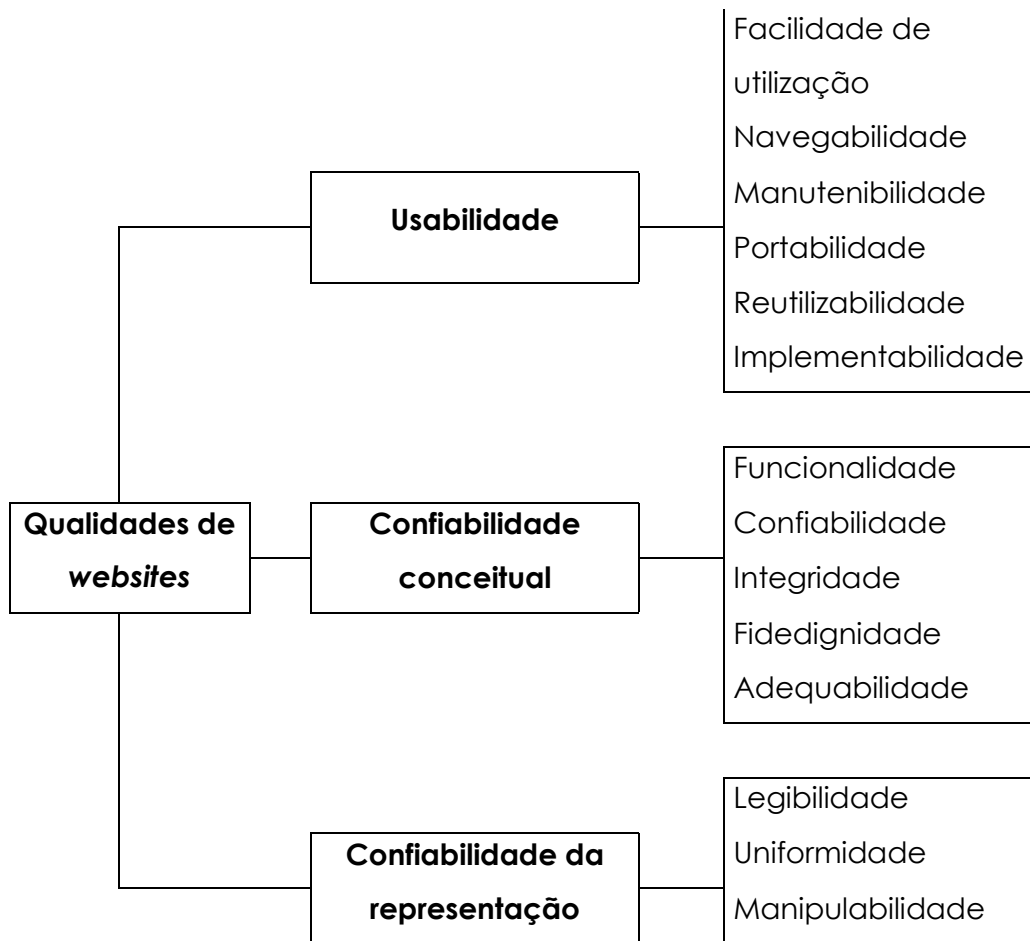 Facilidade de
utilização
Navegabilidade
Manutenibilidade
Portabilidade
Reutilizabilidade
Implementabilidade
Usabilidade
Funcionalidade
Confiabilidade
Integridade
Fidedignidade
Adequabilidade
Confiabilidade
conceitual
Qualidades de
websites
Legibilidade
Uniformidade
Manipulabilidade
Confiabilidade da
representação